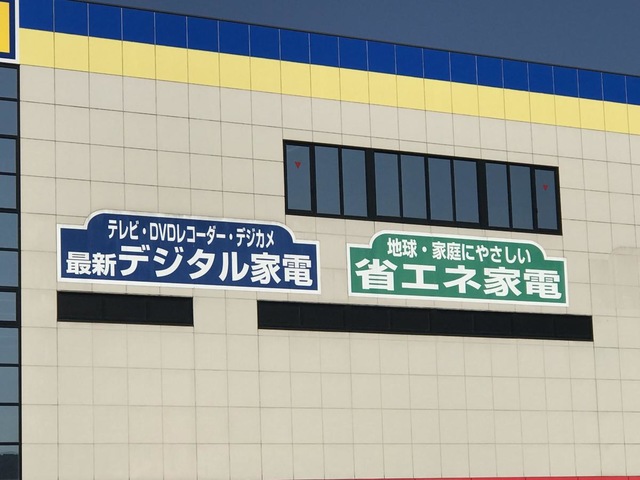 テレビ・DVDレコーダー・デジカメ
最新デジタル家電
地球・家庭にやさしい
省エネ家電